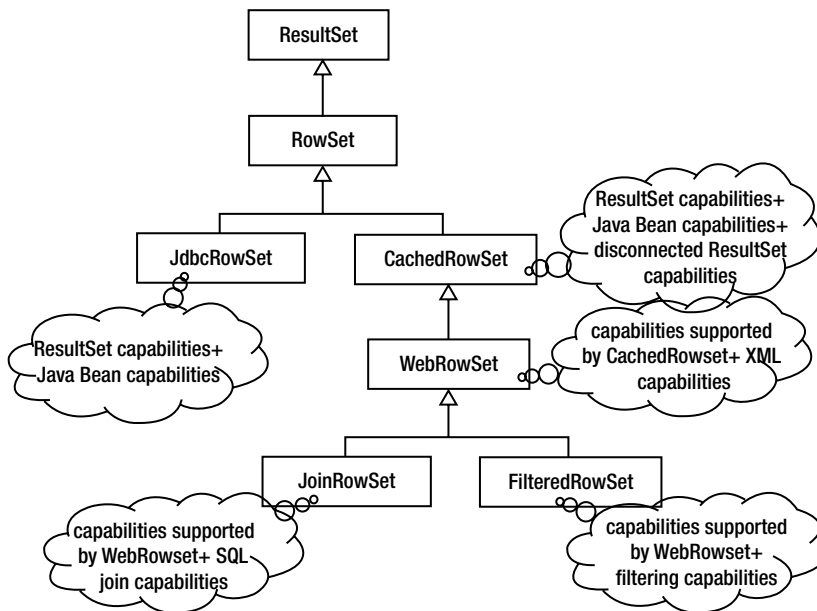 ResultSet
RowSet
JdbcRowSet
CachedRowSet
ResultSet capabilities+
Java Bean capabilities+
disconnected ResultSet
capabilities
ResultSet capabilities+
Java Bean capabilities
WebRowSet
capabilities supported
by CachedRowset+ XML
capabilities
JoinRowSet
FilteredRowSet
capabilities supported
by WebRowset+ SQL
join capabilities
capabilities supported
by WebRowset+
filtering capabilities